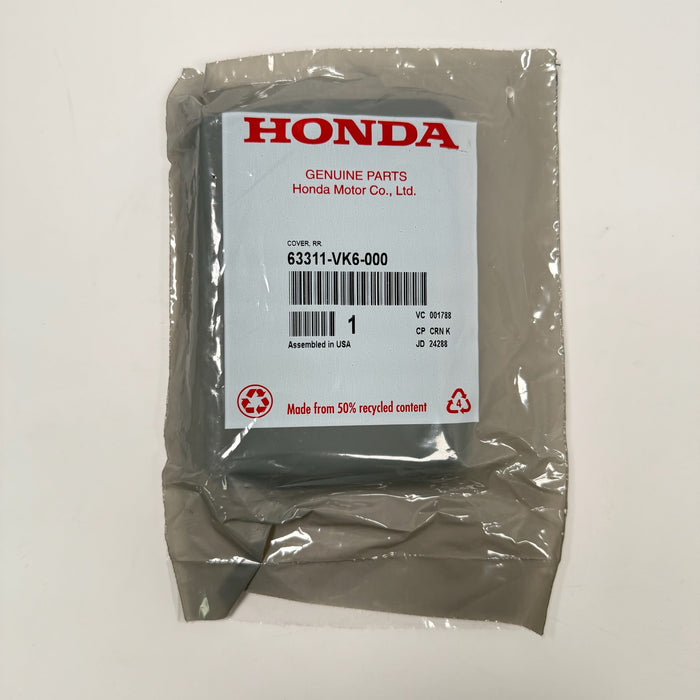 HONDA
GENUINE PARTS
Honda Motor Co., Ltd.
COVER, RR.
63311-VK6-000
VC 001788
1
CP CRN K
Assembled in USA
JD 24288
Made from 50% recycled content
4